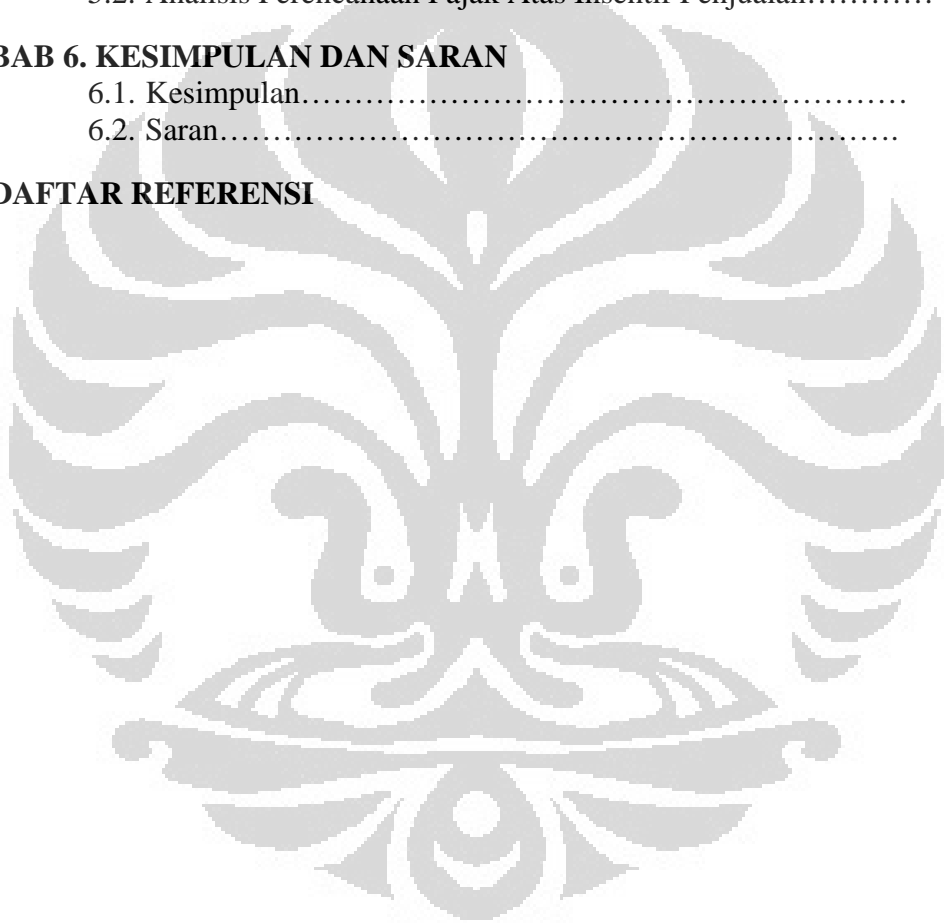 5.2. Analisis Perencanaan Pajak Atas Insentif Penjualan…………
BAB 6. KESIMPULAN DAN SARAN
6.1. Kesimpulan…………………………………………………
6.2. Saran……………………………………………………….
DAFTAR REFERENSI